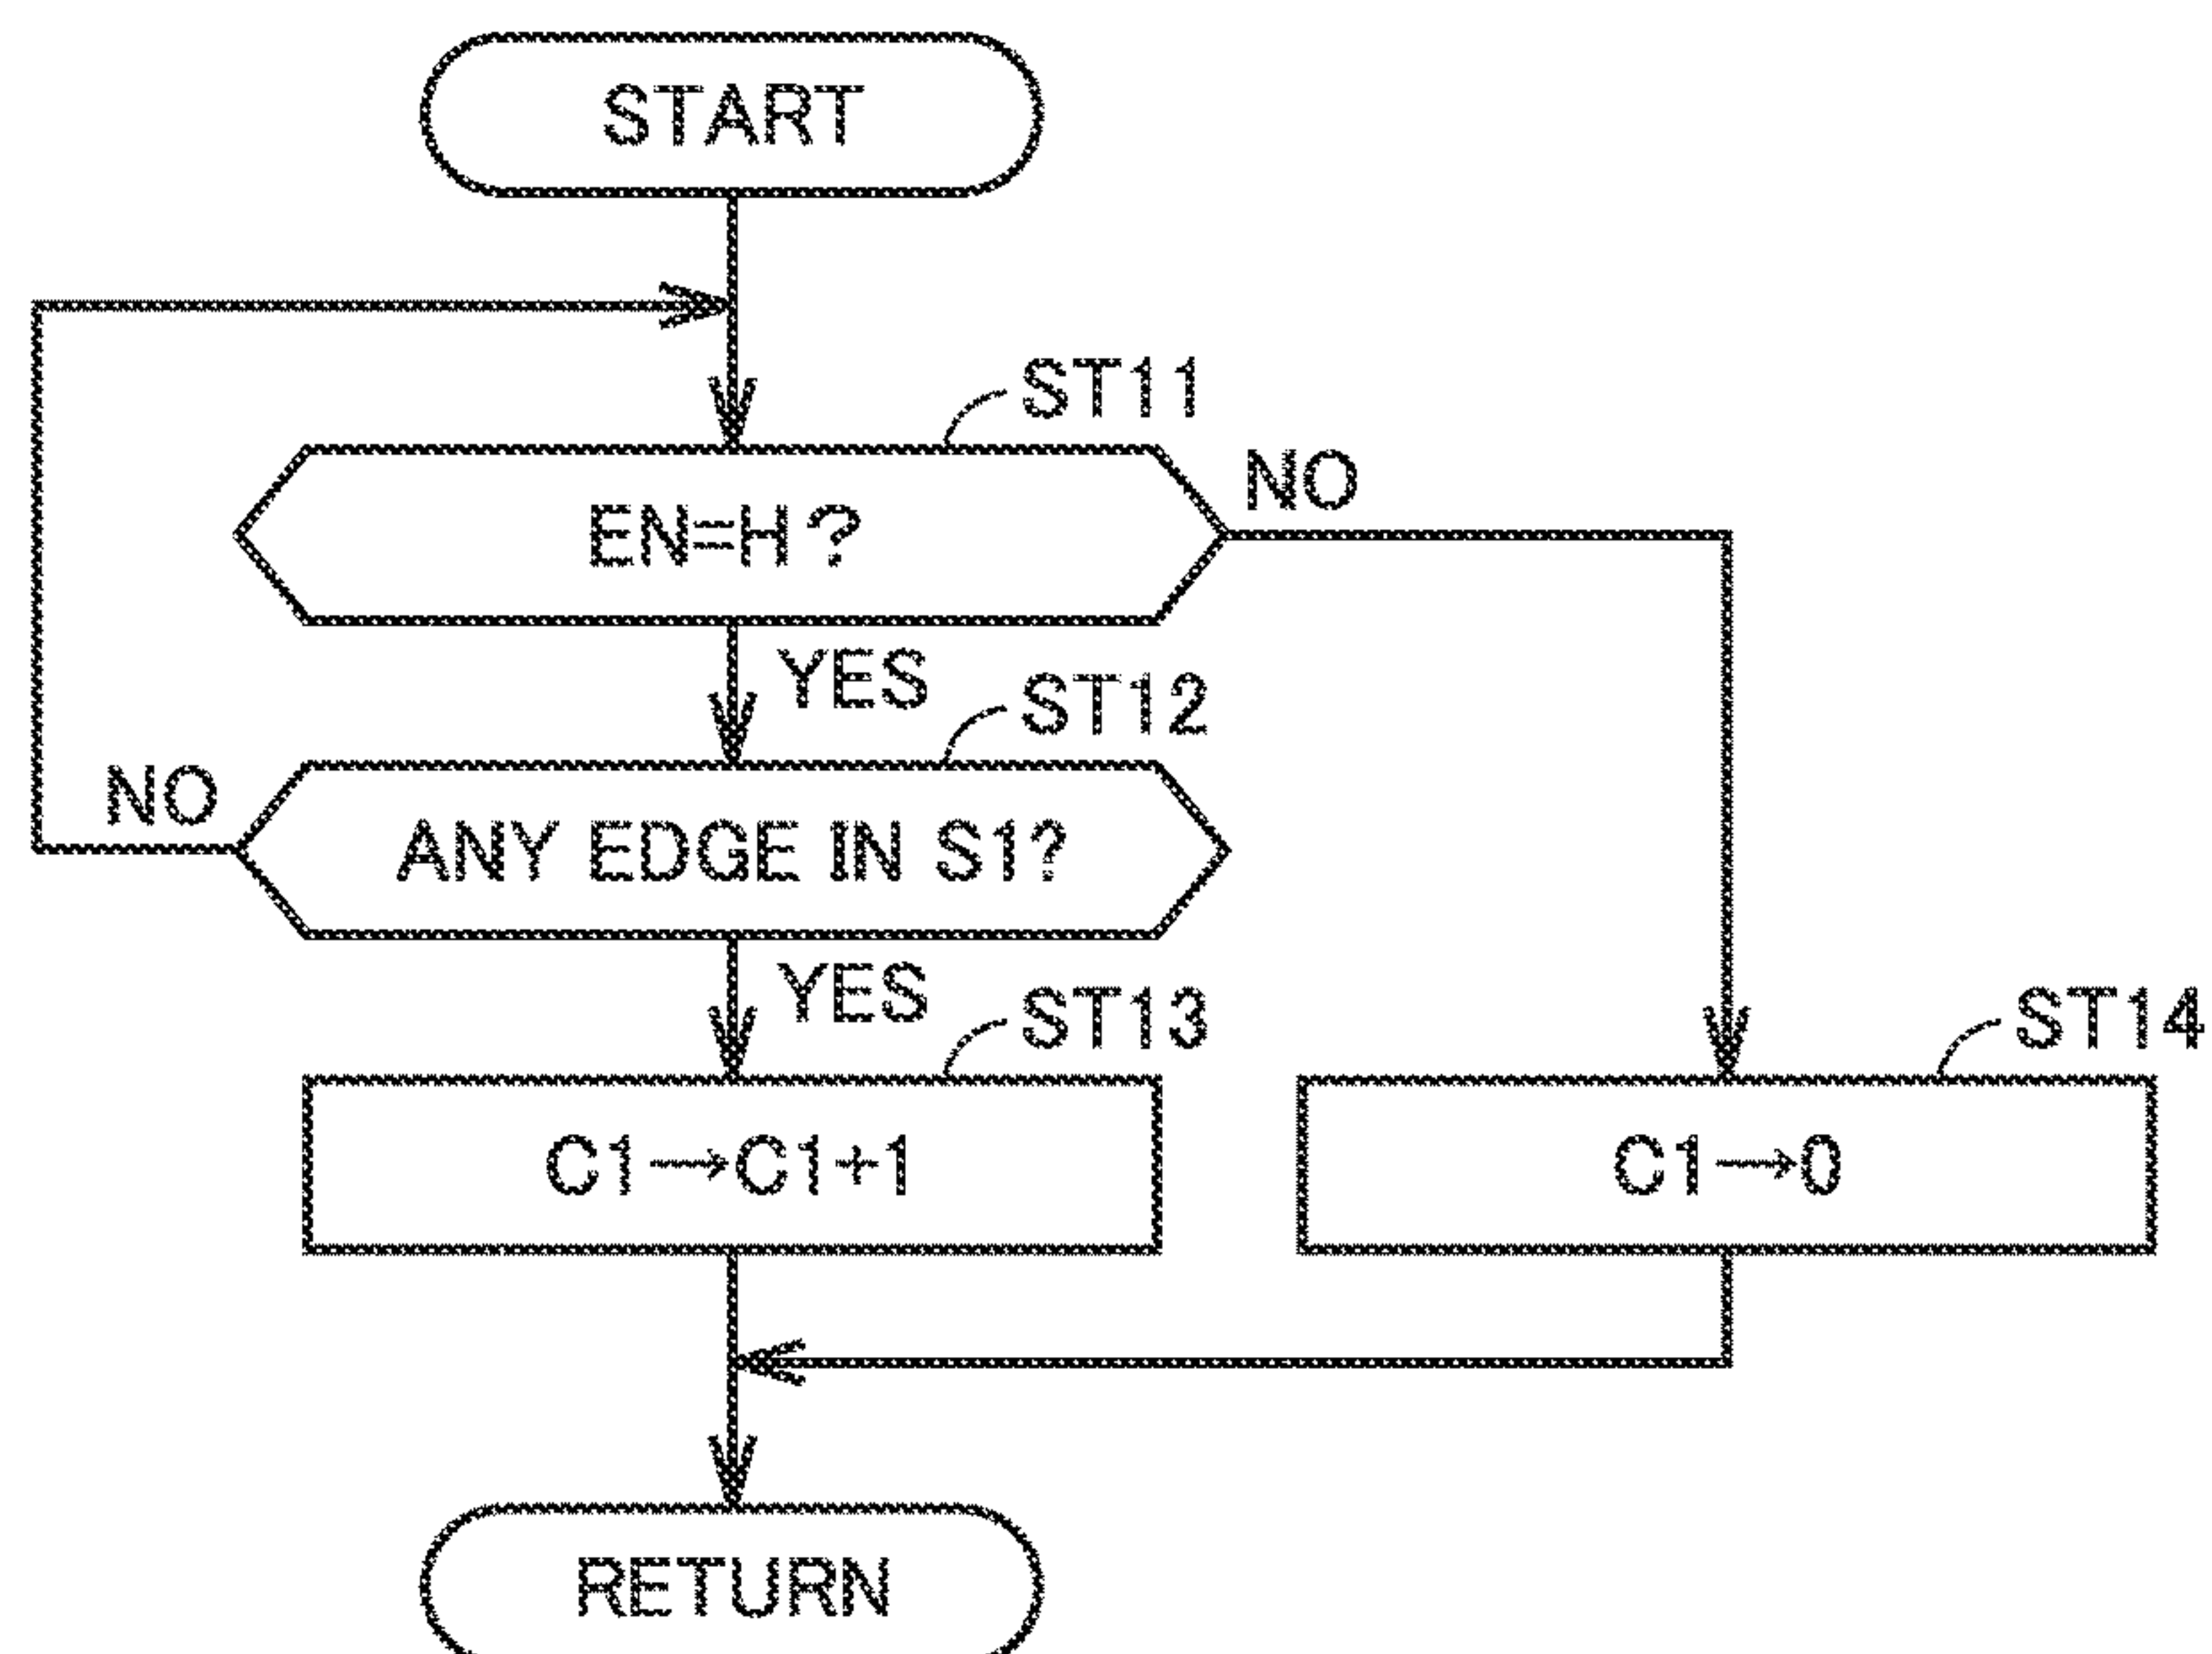 START
ST11
EN=H?
NO
YES
ST12
NO
ANY EDGE IN S1?
YES
ST13
ST14
C1→C1+1
C1→0
RETURN